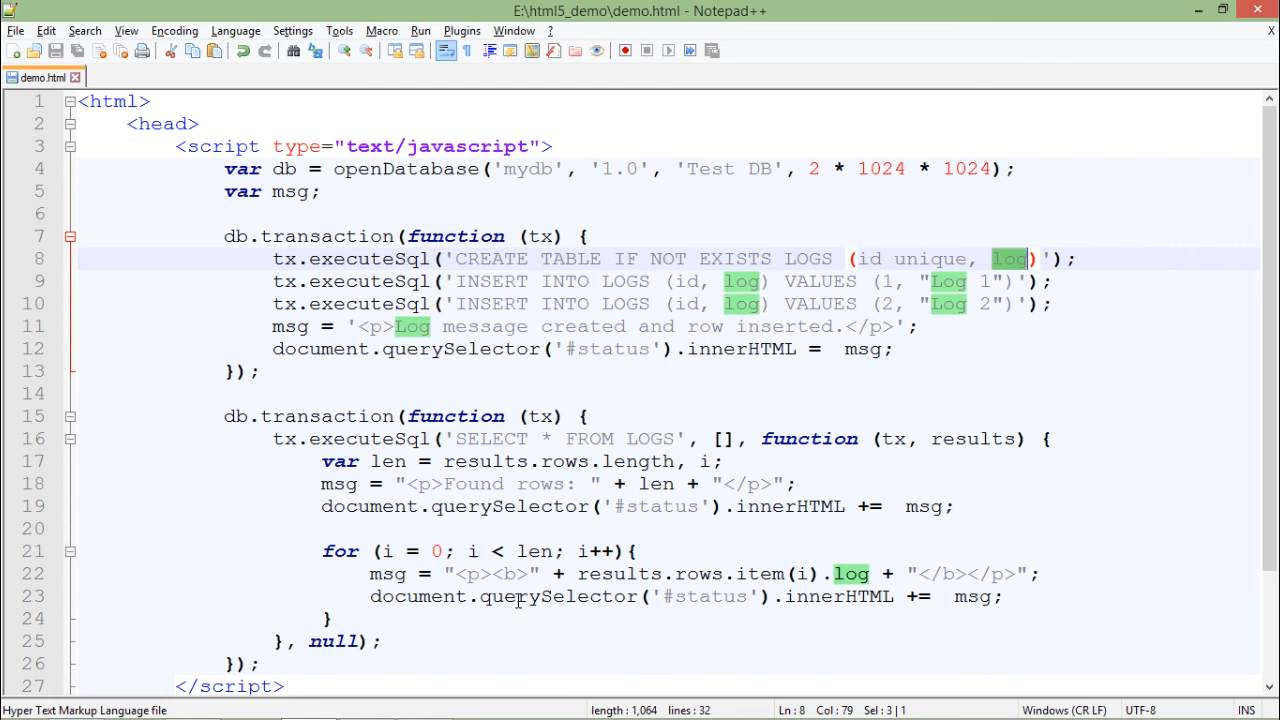 E:\html5_demo\demo.html - Notepad++
File Edit Search View Encoding Language Settings Tools Macro Run Plugins Window ? X
demo.html
1 <html>
2 <head>
3 <script type="text/javascript">
4 var db = openDatabase('mydb', '1.0', 'Test DB', 2 * 1024 * 1024);
5 var msg;
6
7 db.transaction(function (tx) {
8 tx.executeSql('CREATE TABLE IF NOT EXISTS LOGS (id unique, log)');
9 tx.executeSql('INSERT INTO LOGS (id, log) VALUES (1, "Log 1")');
10 tx.executeSql('INSERT INTO LOGS (id, log) VALUES (2, "Log 2")');
11 msg = '<p>Log message created and row inserted.</p>';
12 document.querySelector('#status').innerHTML =  msg;
13 });
14
15 db.transaction(function (tx) {
16 tx.executeSql('SELECT * FROM LOGS', [], function (tx, results) {
17 var len = results.rows.length, i;
18 msg = "<p>Found rows: " + len + "</p>";
19 document.querySelector('#status').innerHTML +=  msg;
20
21 for (i = 0; i < len; i++){
22 msg = "<p><b>" + results.rows.item(i).log + "</b></p>";
23 document.querySelector('#status').innerHTML +=  msg;
24 }
25 }, null);
26 });
27 </script>
Hyper Text Markup Language file length : 1,064 lines : 32 Ln : 8 Col : 79 Sel : 3 | 1 Windows (CR LF) UTF-8 INS